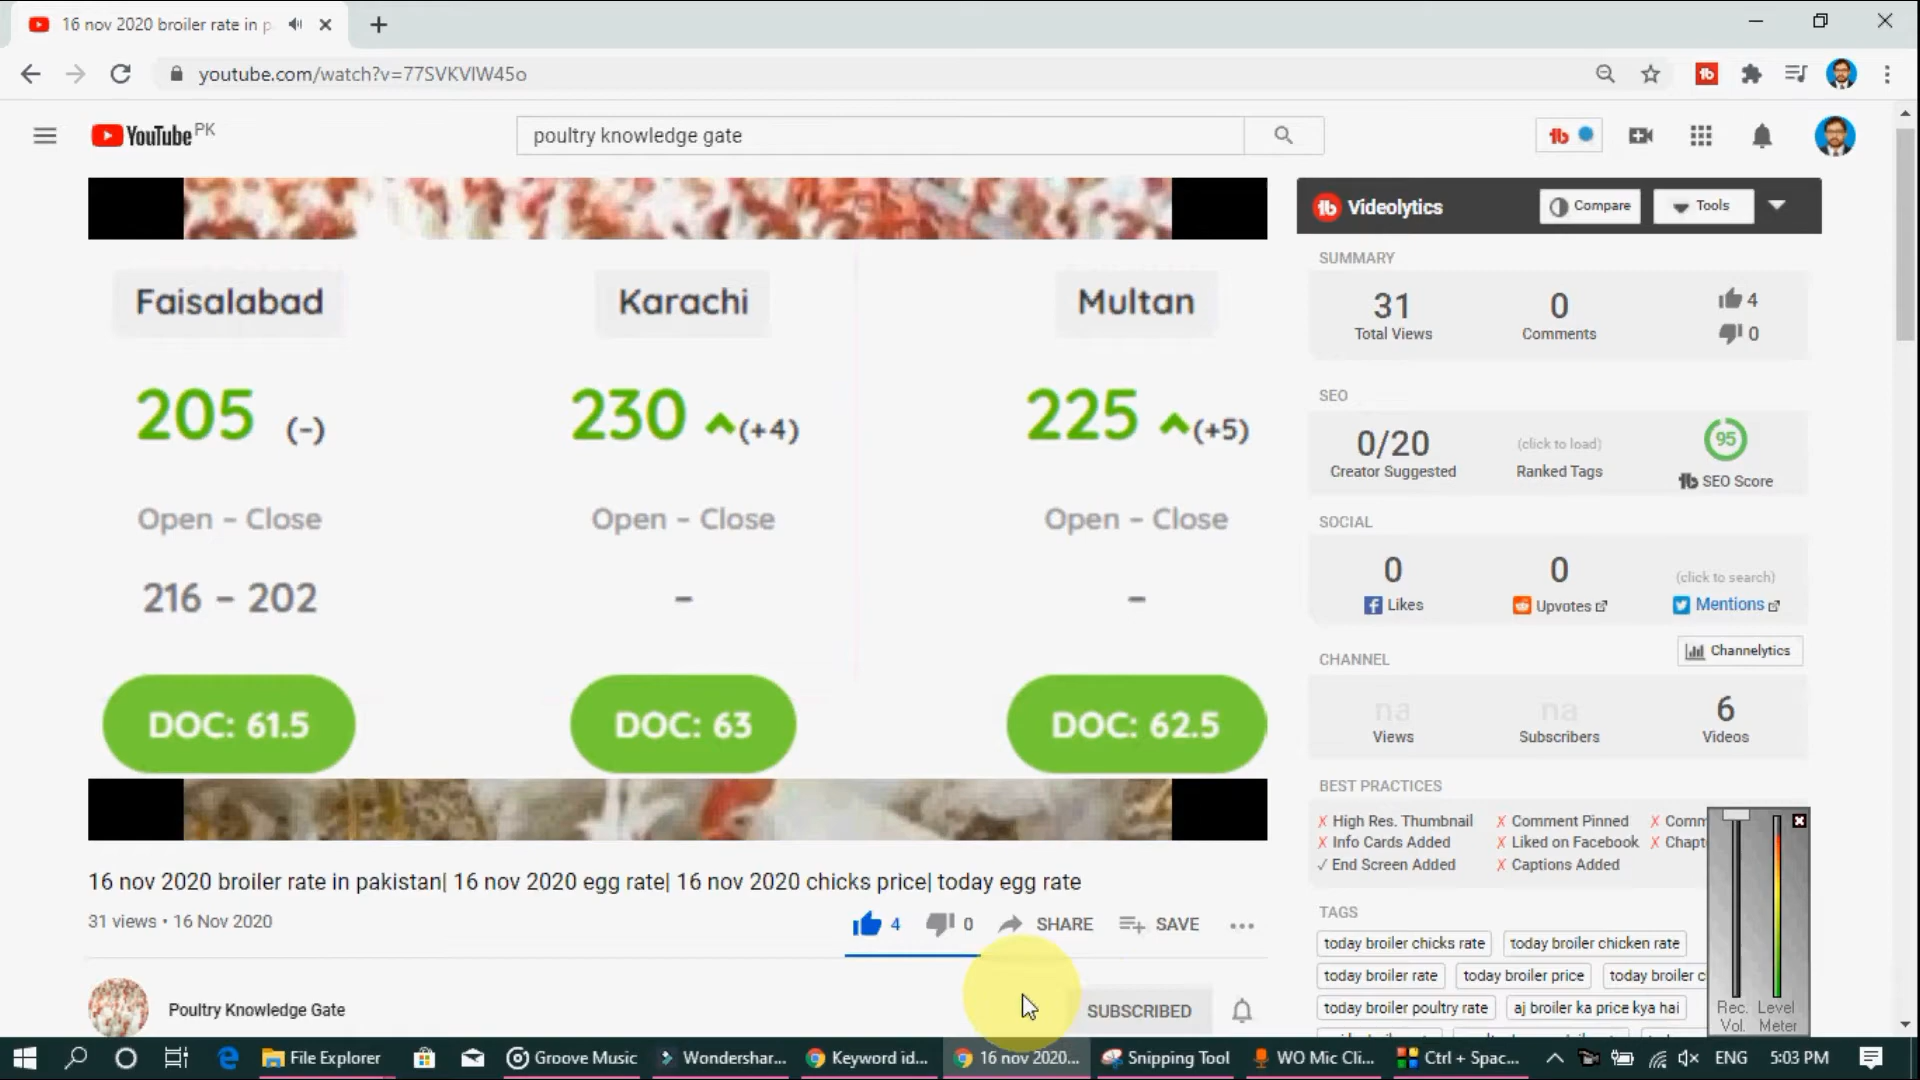 16 nov 2020 broiler rate in p
youtube.com/watch?v=77SVKVlW45o
YouTube PK
poultry knowledge gate
Faisalabad
Karachi
Multan
205 (-)
230 (+4)
225 (+5)
Open - Close
Open - Close
Open - Close
216 - 202
-
-
DOC: 61.5
DOC: 63
DOC: 62.5
16 nov 2020 broiler rate in pakistan| 16 nov 2020 egg rate| 16 nov 2020 chicks price| today egg rate
31 views • 16 Nov 2020
4 0 SHARE SAVE
Poultry Knowledge Gate
SUBSCRIBED
Videolytics Compare Tools
SUMMARY
31 0 4
Total Views Comments 0
SEO
0/20 (click to load) 95
Creator Suggested Ranked Tags SEO Score
SOCIAL
0 0 (click to search)
Likes Upvotes Mentions
CHANNEL Channelytics
na na 6
Views Subscribers Videos
BEST PRACTICES
X High Res. Thumbnail X Comment Pinned X Comm
X Info Cards Added X Liked on Facebook X Chapt
✓ End Screen Added X Captions Added
TAGS
today broiler chicks rate today broiler chicken rate
today broiler rate today broiler price today broiler c
today broiler poultry rate aj broiler ka price kya hai
Rec. Level
Vol. Meter
File Explorer Groove Music Wondershar... Keyword id... 16 nov 2020... Snipping Tool WO Mic Cli... Ctrl + Spac... ENG 5:03 PM